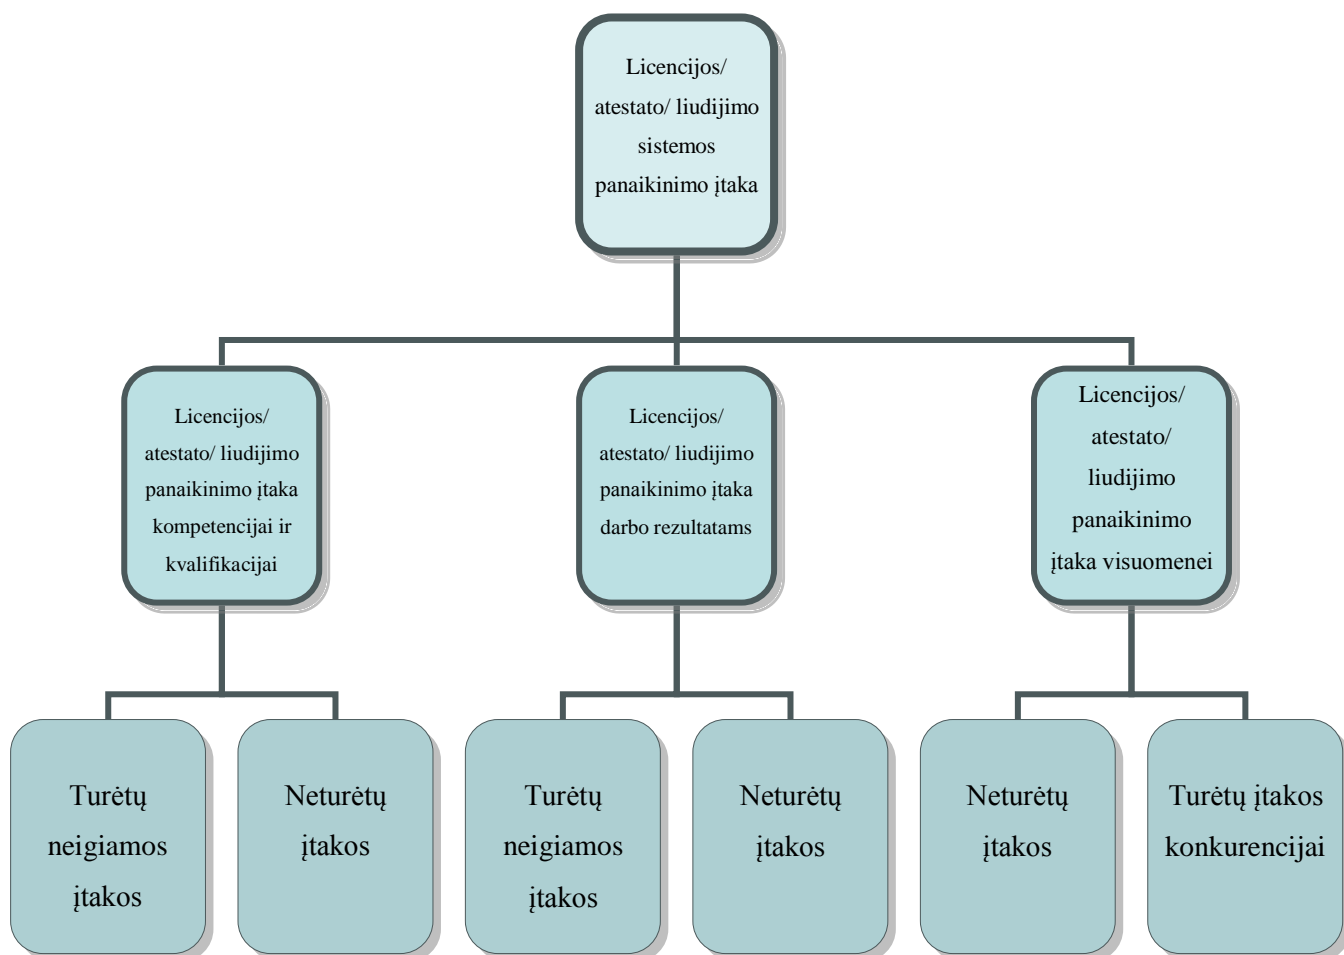 Licencijos/
atestato/ liudijimo
sistemos
panaikinimo įtaka
Licencijos/
atestato/ liudijimo
panaikinimo įtaka
kompetencijai ir
kvalifikacijai
Licencijos/
atestato/ liudijimo
panaikinimo įtaka
darbo rezultatams
Licencijos/
atestato/
liudijimo
panaikinimo
įtaka visuomenei
Turėtų
neigiamos
įtakos
Neturėtų
įtakos
Turėtų
neigiamos
įtakos
Neturėtų
įtakos
Neturėtų
įtakos
Turėtų įtakos
konkurencijai